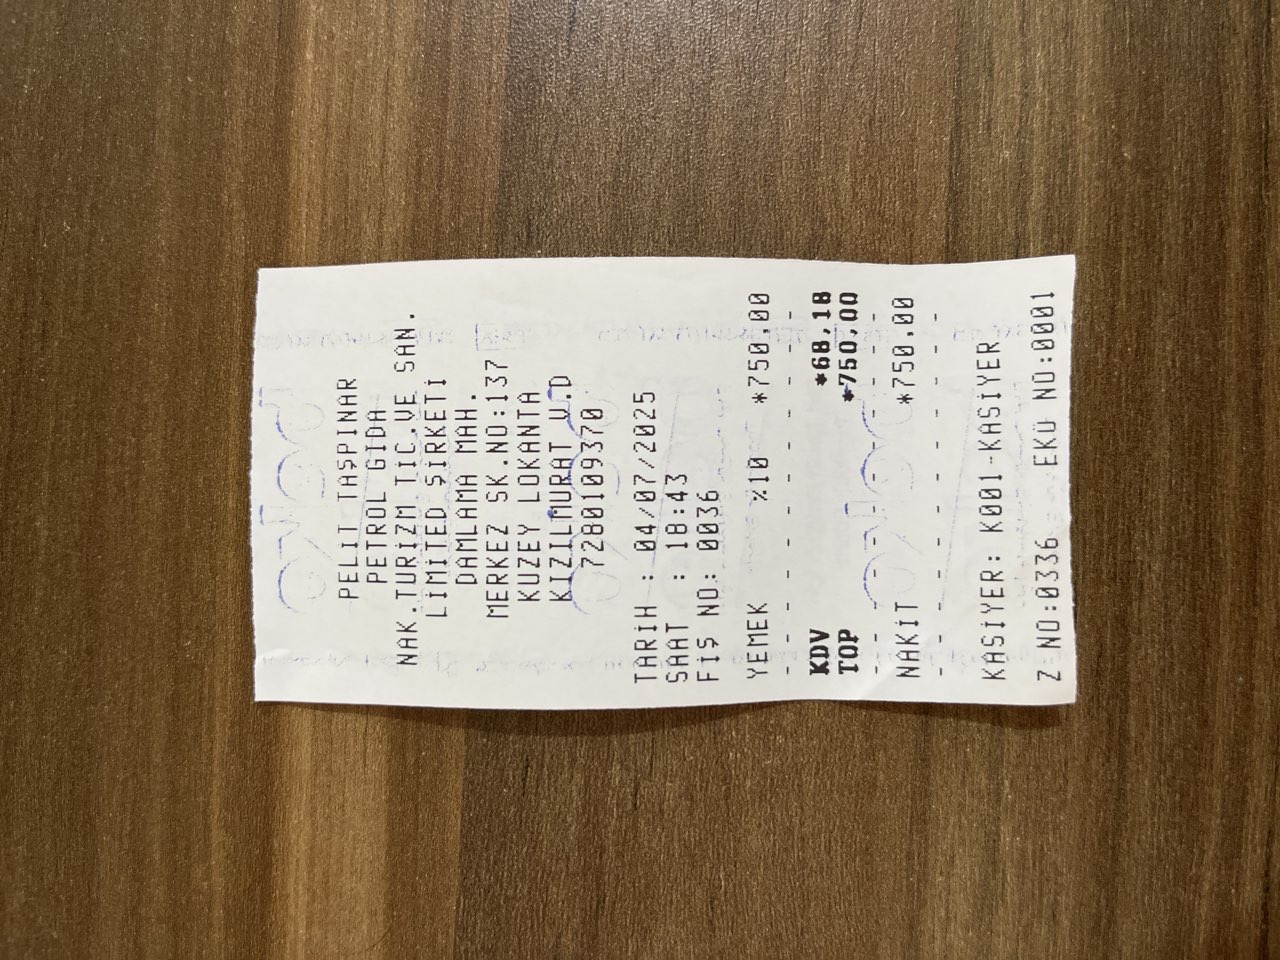 PELİT TAŞPINAR
PETROL GIDA
NAK.TURİZM TİC.VE SAN.
LİMİTED ŞİRKETİ
DAMLAMA MAH.
MERKEZ SK.NO:137
KUZEY LOKANTA
KIZILMURAT V.D
7280109370
TARİH : 04/07/2025
SAAT : 18:43
FİŞ NO: 0036
YEMEK %10 *750,00
KDV *68,18
TOP *750,00
NAKİT *750,00
KASİYER: K001-KASİYER
Z NO:0336 EKÜ NO:0001